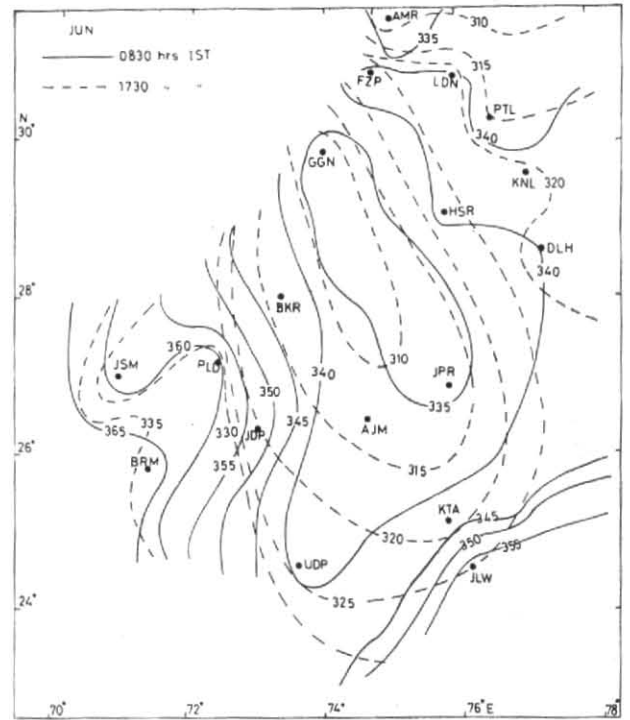 JUN
0830 hrs IST
1730 " "
AMR
310
335
315
FZP
LDN
PTL
N
30°
340
GGN
KNL
320
HSR
DLH
340
28°
BKR
360
JSM
PLD
310
340
JPR
350
335
345
365
335
330
JDP
AJM
26°
355
315
BRM
KTA
345
320
350
355
UDP
JLW
325
24°
70°
72°
74°
76°E
78°